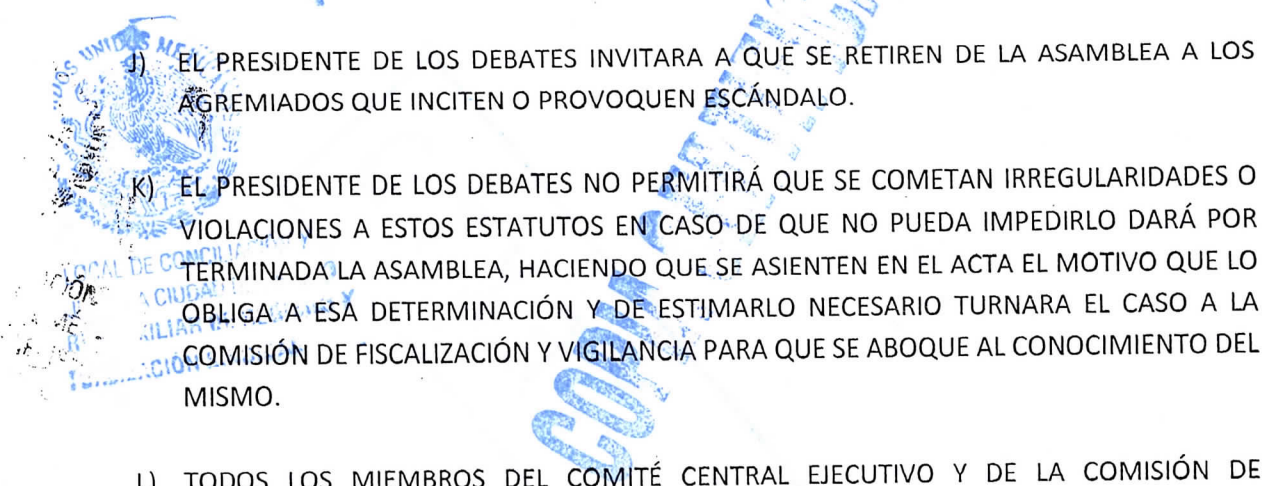 J) EL PRESIDENTE DE LOS DEBATES INVITARA A QUE SE RETIREN DE LA ASAMBLEA A LOS
AGREMIADOS QUE INCITEN O PROVOQUEN ESCÁNDALO.
K) EL PRESIDENTE DE LOS DEBATES NO PERMITIRÁ QUE SE COMETAN IRREGULARIDADES O
VIOLACIONES A ESTOS ESTATUTOS EN CASO DE QUE NO PUEDA IMPEDIRLO DARÁ POR
TERMINADA LA ASAMBLEA, HACIENDO QUE SE ASIENTEN EN EL ACTA EL MOTIVO QUE LO
OBLIGA A ESA DETERMINACIÓN Y DE ESTIMARLO NECESARIO TURNARA EL CASO A LA
COMISIÓN DE FISCALIZACIÓN Y VIGILANCIA PARA QUE SE ABOQUE AL CONOCIMIENTO DEL
MISMO.
L) TODOS LOS MIEMBROS DEL COMITÉ CENTRAL EJECUTIVO Y DE LA COMISIÓN DE
UNIDOS
DE
COPIA